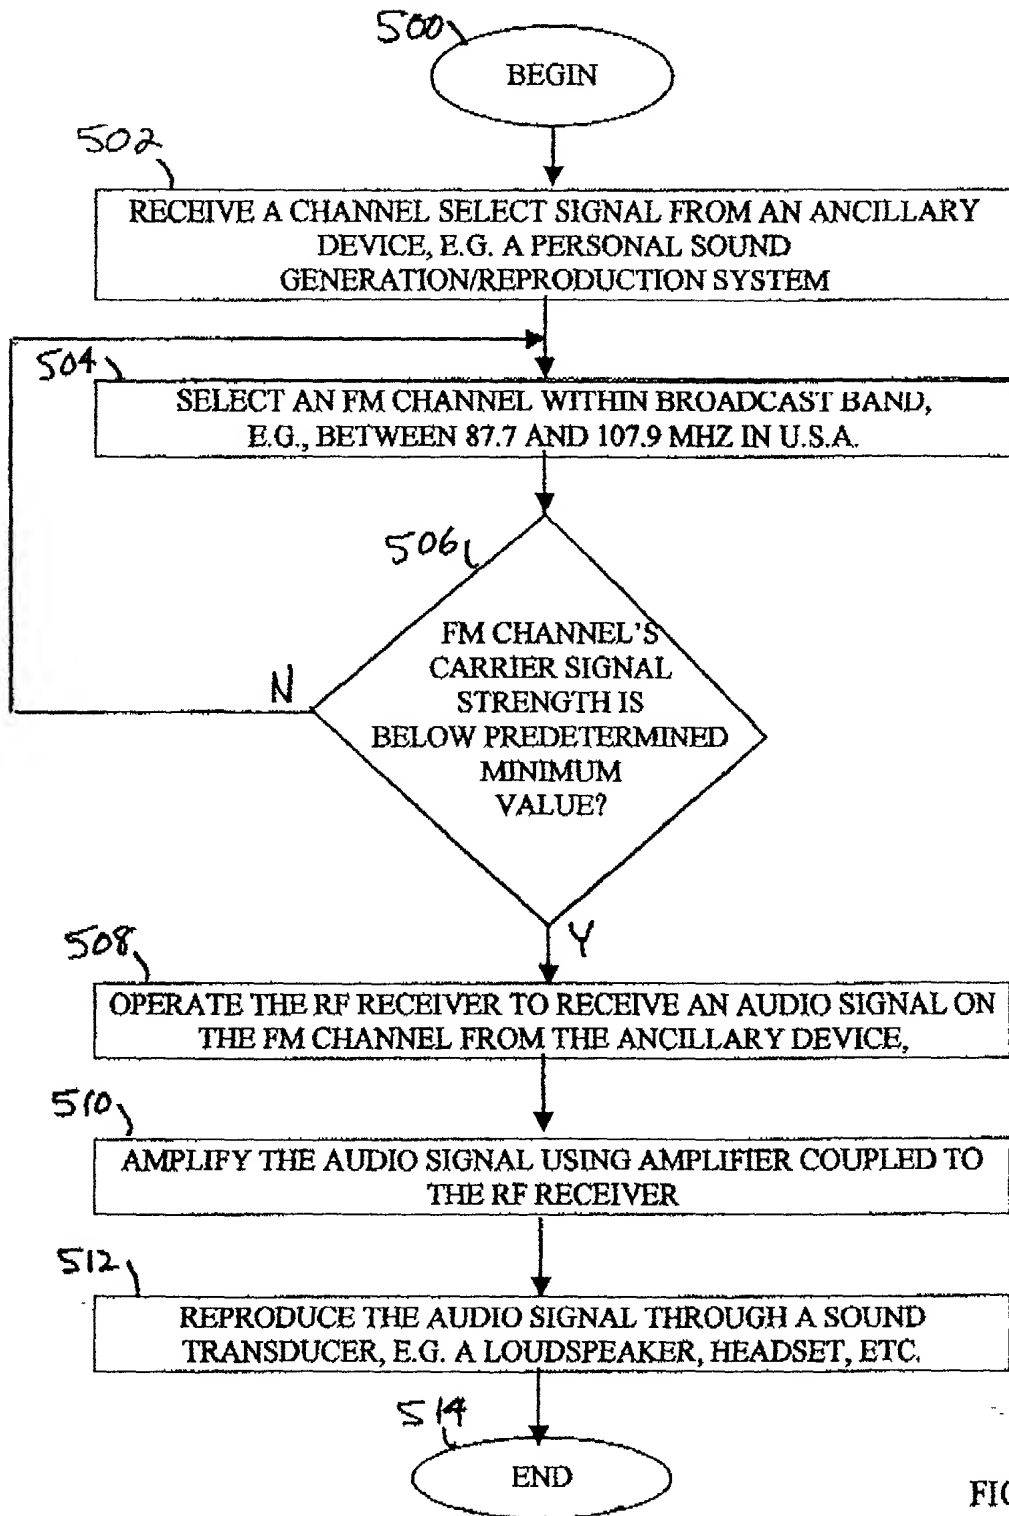 500
BEGIN
502
RECEIVE A CHANNEL SELECT SIGNAL FROM AN ANCILLARY
DEVICE, E.G. A PERSONAL SOUND
GENERATION/REPRODUCTION SYSTEM
504
SELECT AN FM CHANNEL WITHIN BROADCAST BAND,
E.G., BETWEEN 87.7 AND 107.9 MHZ IN U.S.A.
506
FM CHANNEL'S
CARRIER SIGNAL
STRENGTH IS
BELOW PREDETERMINED
MINIMUM
VALUE?
N
Y
508
OPERATE THE RF RECEIVER TO RECEIVE AN AUDIO SIGNAL ON
THE FM CHANNEL FROM THE ANCILLARY DEVICE,
510
AMPLIFY THE AUDIO SIGNAL USING AMPLIFIER COUPLED TO
THE RF RECEIVER
512
REPRODUCE THE AUDIO SIGNAL THROUGH A SOUND
TRANSDUCER, E.G. A LOUDSPEAKER, HEADSET, ETC.
514
END